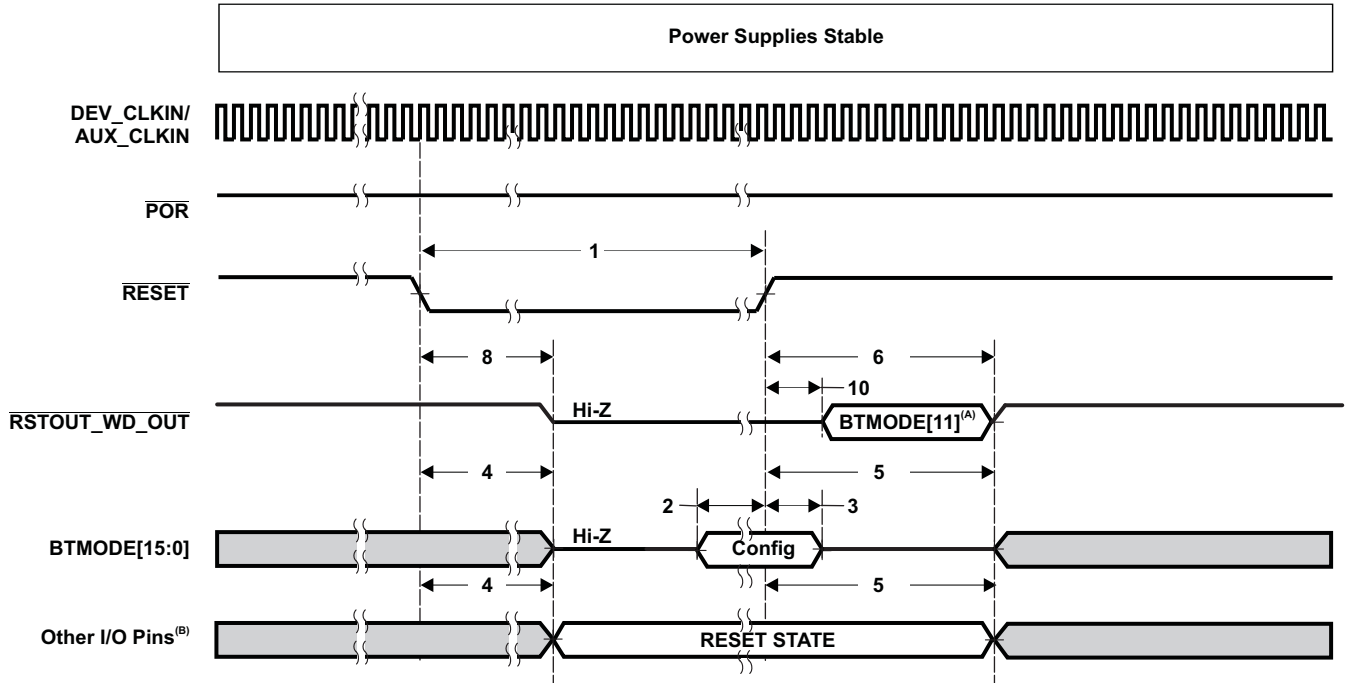 Power Supplies Stable
DEV_CLKIN/
AUX_CLKIN
POR
1
RESET
8
6
10
Hi-Z
RSTOUT_WD_OUT
BTMODE[11](A)
4
5
2
3
Hi-Z
BTMODE[15:0]
Config
4
5
Other I/O Pins(B)
RESET STATE